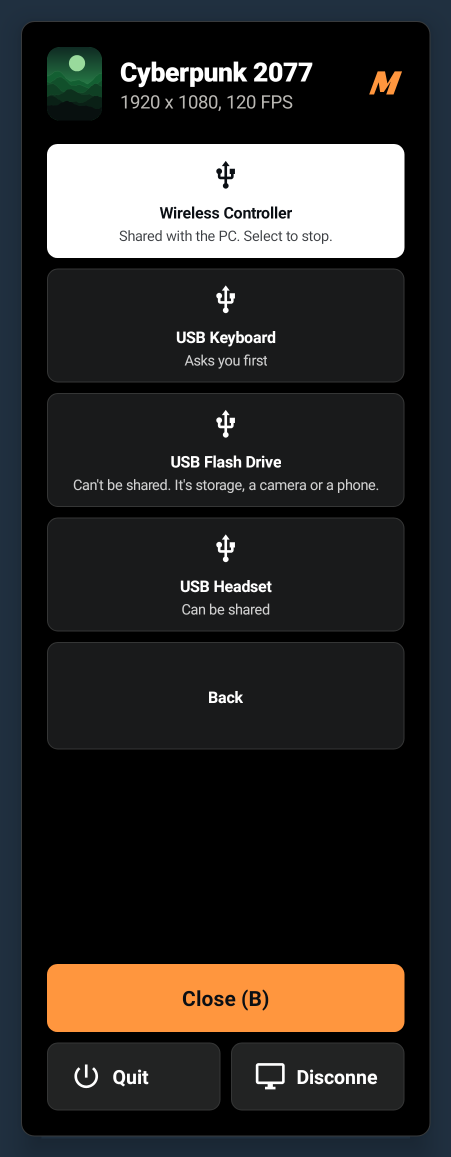 Cyberpunk 2077
1920 x 1080, 120 FPS
Wireless Controller
Shared with the PC. Select to stop.
USB Keyboard
Asks you first
USB Flash Drive
Can't be shared. It's storage, a camera or a phone.
USB Headset
Can be shared
Back
Close (B)
Quit
Disconne